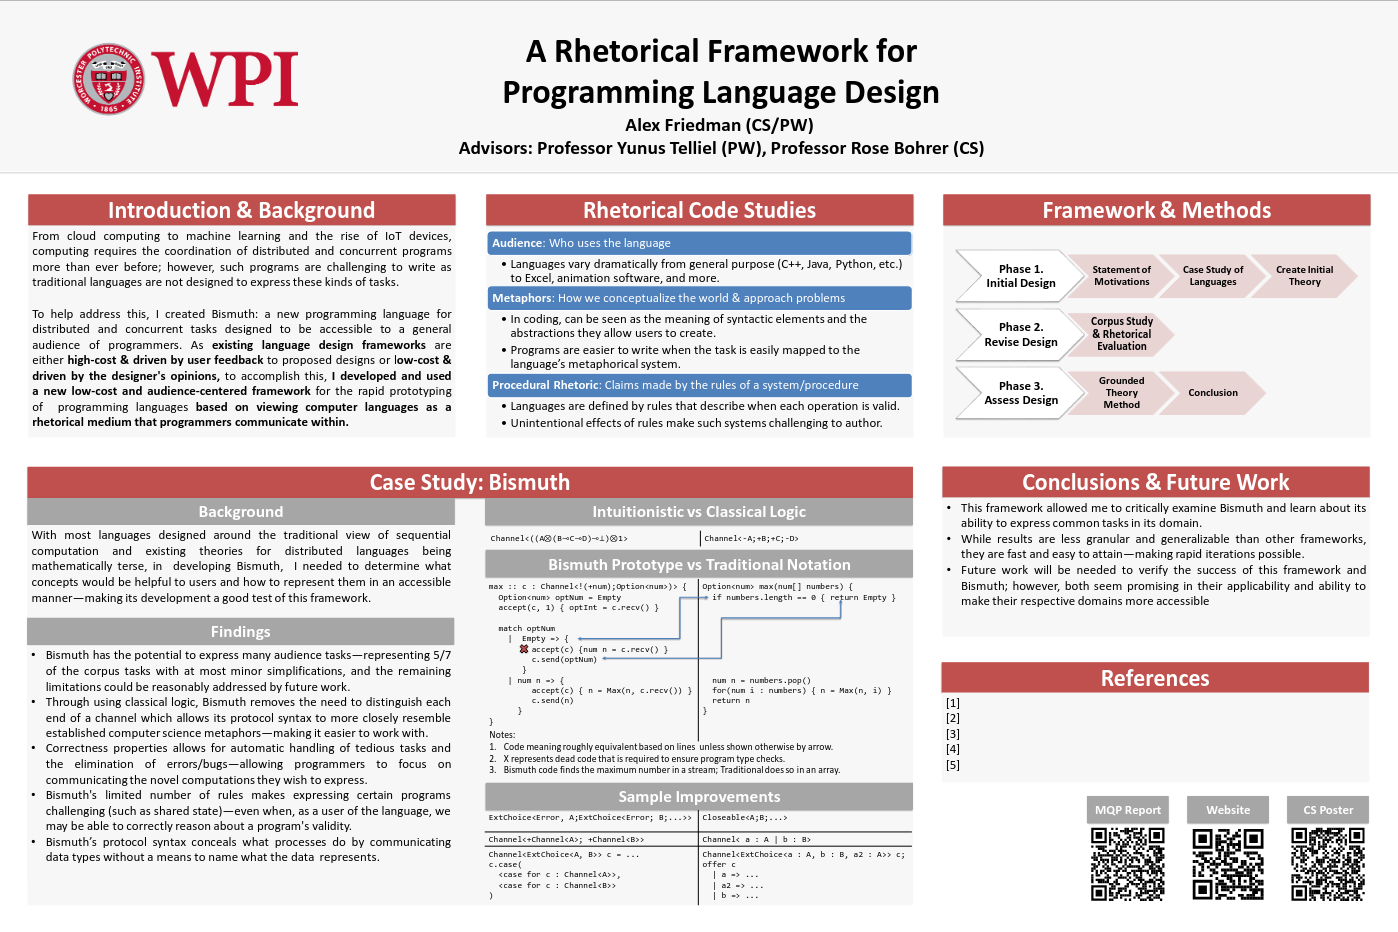 WORCESTER POLYTECHNIC INSTITUTE
1865
WPI
A Rhetorical Framework for
Programming Language Design
Alex Friedman (CS/PW)
Advisors: Professor Yunus Telliel (PW), Professor Rose Bohrer (CS)
Introduction & Background
From cloud computing to machine learning and the rise of IoT devices,
computing requires the coordination of distributed and concurrent programs
more than ever before; however, such programs are challenging to write as
traditional languages are not designed to express these kinds of tasks.
To help address this, I created Bismuth: a new programming language for
distributed and concurrent tasks designed to be accessible to a general
audience of programmers. As existing language design frameworks are
either high-cost & driven by user feedback to proposed designs or low-cost &
driven by the designer's opinions, to accomplish this, I developed and used
a new low-cost and audience-centered framework for the rapid prototyping
of programming languages based on viewing computer languages as a
rhetorical medium that programmers communicate within.
Rhetorical Code Studies
Audience: Who uses the language
• Languages vary dramatically from general purpose (C++, Java, Python, etc.)
to Excel, animation software, and more.
Metaphors: How we conceptualize the world & approach problems
• In coding, can be seen as the meaning of syntactic elements and the
abstractions they allow users to create.
• Programs are easier to write when the task is easily mapped to the
language's metaphorical system.
Procedural Rhetoric: Claims made by the rules of a system/procedure
• Languages are defined by rules that describe when each operation is valid.
• Unintentional effects of rules make such systems challenging to author.
Framework & Methods
Phase 1.
Initial Design
Statement of
Motivations
Case Study of
Languages
Create Initial
Theory
Phase 2.
Revise Design
Corpus Study
& Rhetorical
Evaluation
Phase 3.
Assess Design
Grounded
Theory
Method
Conclusion
Case Study: Bismuth
Background
With most languages designed around the traditional view of sequential
computation and existing theories for distributed languages being
mathematically terse, in developing Bismuth, I needed to determine what
concepts would be helpful to users and how to represent them in an accessible
manner—making its development a good test of this framework.
Findings
• Bismuth has the potential to express many audience tasks—representing 5/7
of the corpus tasks with at most minor simplifications, and the remaining
limitations could be reasonably addressed by future work.
• Through using classical logic, Bismuth removes the need to distinguish each
end of a channel which allows its protocol syntax to more closely resemble
established computer science metaphors—making it easier to work with.
• Correctness properties allows for automatic handling of tedious tasks and
the elimination of errors/bugs—allowing programmers to focus on
communicating the novel computations they wish to express.
• Bismuth's limited number of rules makes expressing certain programs
challenging (such as shared state)—even when, as a user of the language, we
may be able to correctly reason about a program's validity.
• Bismuth's protocol syntax conceals what processes do by communicating
data types without a means to name what the data represents.
Intuitionistic vs Classical Logic
Channel<((A⊗(B⊸C⊸D)⊸⊥)⊗1>
Channel<-A;+B;+C;-D>
Bismuth Prototype vs Traditional Notation
max :: c : Channel<!(+num);Option<num>> {
Option<num> optNum = Empty
accept(c, 1) { optInt = c.recv() }
match optNum
| Empty => {
accept(c) {num n = c.recv() }
c.send(optNum)
}
| num n => {
accept(c) { n = Max(n, c.recv()) }
c.send(n)
}
}
Option<num> max(num[] numbers) {
if numbers.length == 0 { return Empty }
num n = numbers.pop()
for(num i : numbers) { n = Max(n, i) }
return n
}
Notes:
1. Code meaning roughly equivalent based on lines unless shown otherwise by arrow.
2. X represents dead code that is required to ensure program type checks.
3. Bismuth code finds the maximum number in a stream; Traditional does so in an array.
Sample Improvements
ExtChoice<Error, A;ExtChoice<Error; B;...>>
Closeable<A;B;...>
Channel<+Channel<A>; +Channel<B>>
Channel< a : A | b : B>
Channel<ExtChoice<A, B>> c = ...
c.case(
<case for c : Channel<A>>,
<case for c : Channel<B>>
)
Channel<ExtChoice<a : A, b : B, a2 : A>> c;
offer c
| a => ...
| a2 => ...
| b => ...
Conclusions & Future Work
• This framework allowed me to critically examine Bismuth and learn about its
ability to express common tasks in its domain.
• While results are less granular and generalizable than other frameworks,
they are fast and easy to attain—making rapid iterations possible.
• Future work will be needed to verify the success of this framework and
Bismuth; however, both seem promising in their applicability and ability to
make their respective domains more accessible
References
[1]
[2]
[3]
[4]
[5]
MQP Report
Website
CS Poster